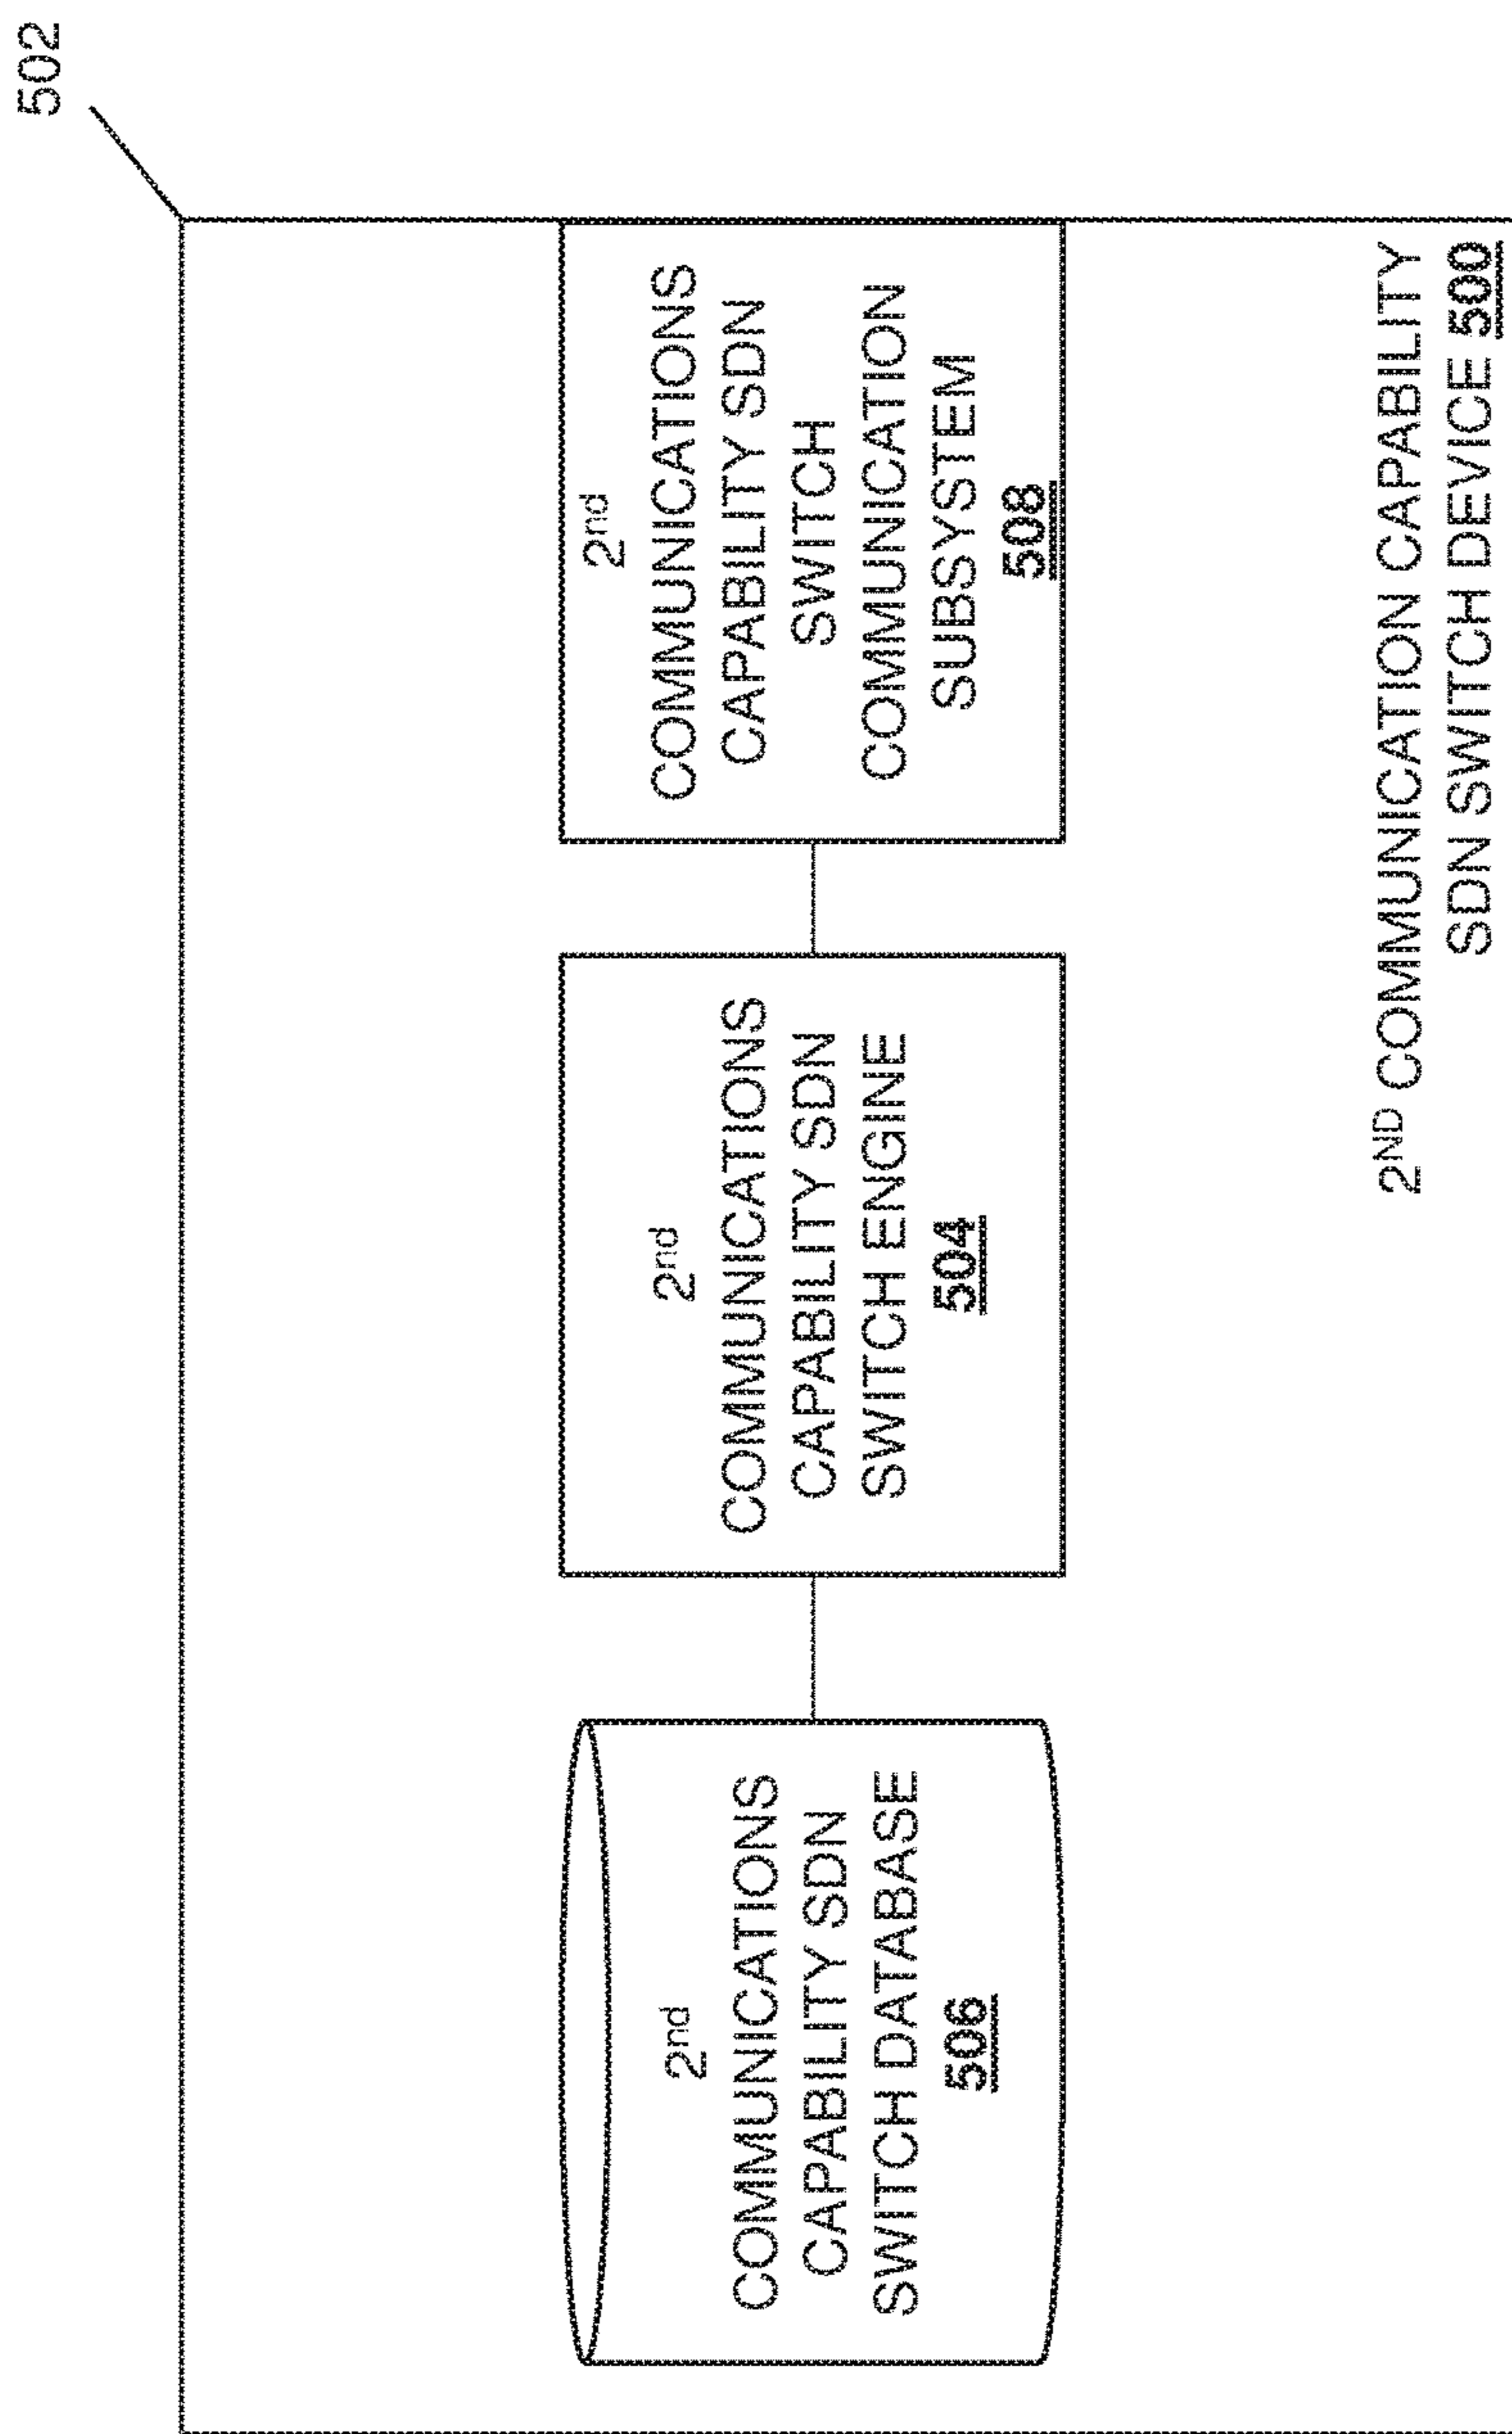 502
2nd
COMMUNICATIONS
CAPABILITY SDN
SWITCH DATABASE
506
2nd
COMMUNICATIONS
CAPABILITY SDN
SWITCH ENGINE
504
2nd
COMMUNICATIONS
CAPABILITY SDN
SWITCH
COMMUNICATION
SUBSYSTEM
508
2ND COMMUNICATION CAPABILITY
SDN SWITCH DEVICE 500